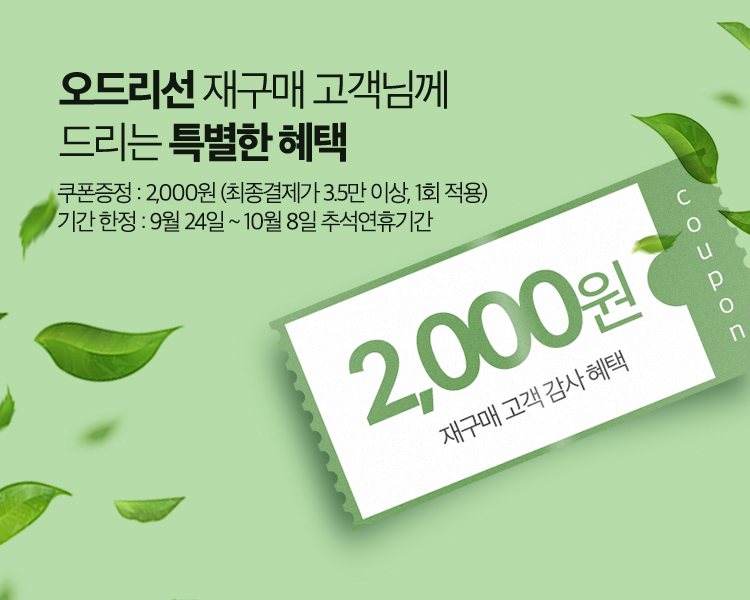 오드리선 재구매 고객님께
드리는 특별한 혜택
쿠폰증정 : 2,000원 (최종결제가 3.5만 이상, 1회 적용)
기간 한정 : 9월 24일 ~ 10월 8일 추석연휴기간
2,000원
재구매 고객 감사 혜택
coupon